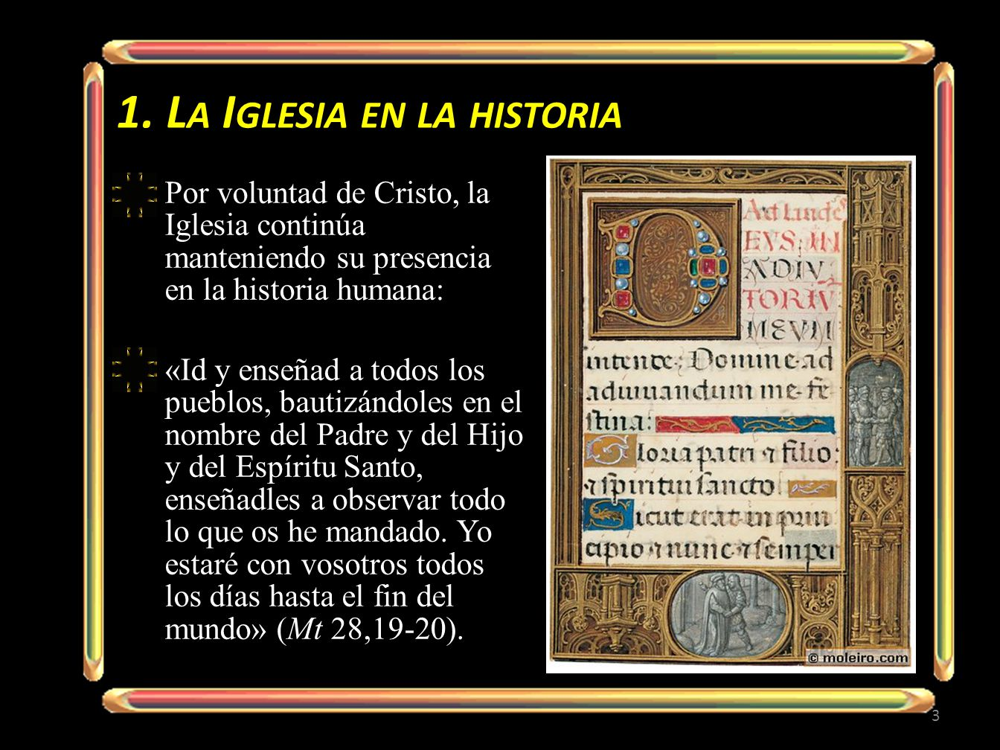 1. LA IGLESIA EN LA HISTORIA
Por voluntad de Cristo, la
Iglesia continúa
manteniendo su presencia
en la historia humana:
«Id y enseñad a todos los
pueblos, bautizándoles en el
nombre del Padre y del Hijo
y del Espíritu Santo,
enseñadles a observar todo
lo que os he mandado. Yo
estaré con vosotros todos
los días hasta el fin del
mundo» (Mt 28,19-20).
D
Ad laudes
EVS IN
ADIV
TORIV
MEVM
intende. Domine ad
adiuuandum me fe
stina:
Gloria patri & filio:
& spiritui sancto
Sicut erat in prin
cipio & nunc & semper
© moleiro.com
3